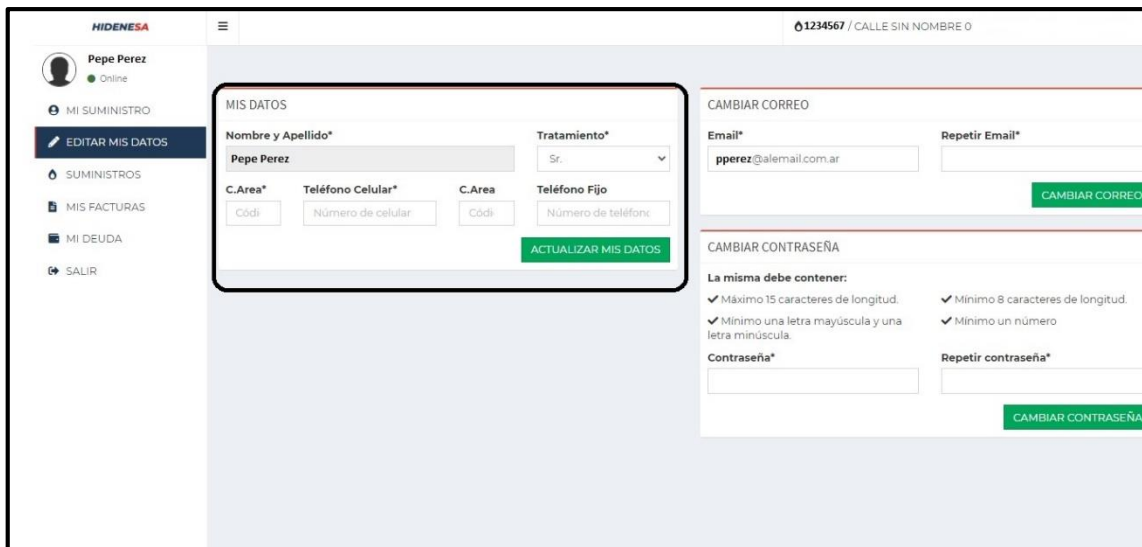 HIDENESA
1234567 / CALLE SIN NOMBRE 0
Pepe Perez
Online
MI SUMINISTRO
EDITAR MIS DATOS
SUMINISTROS
MIS FACTURAS
MI DEUDA
SALIR
MIS DATOS
Nombre y Apellido* Tratamiento*
Pepe Perez Sr.
C.Area* Teléfono Celular* C.Area Teléfono Fijo
Códi Número de celular Códi Número de teléfonc
ACTUALIZAR MIS DATOS
CAMBIAR CORREO
Email* Repetir Email*
pperez@alemail.com.ar
CAMBIAR CORREO
CAMBIAR CONTRASEÑA
La misma debe contener:
Máximo 15 caracteres de longitud. Mínimo 8 caracteres de longitud.
Mínimo una letra mayúscula y una Mínimo un número
letra minúscula.
Contraseña* Repetir contraseña*
CAMBIAR CONTRASEÑA